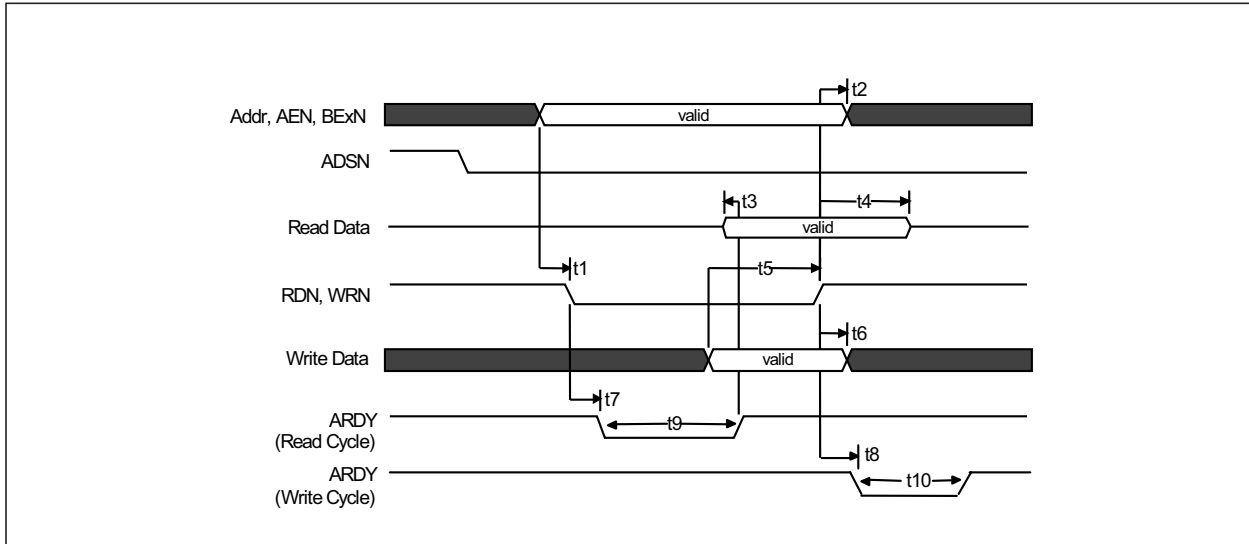 t2
Addr, AEN, BExN
valid
ADSN
t3
t4
Read Data
valid
t1
t5
RDN, WRN
t6
Write Data
valid
t7
ARDY
(Read Cycle)
t9
t8
ARDY
(Write Cycle)
t10